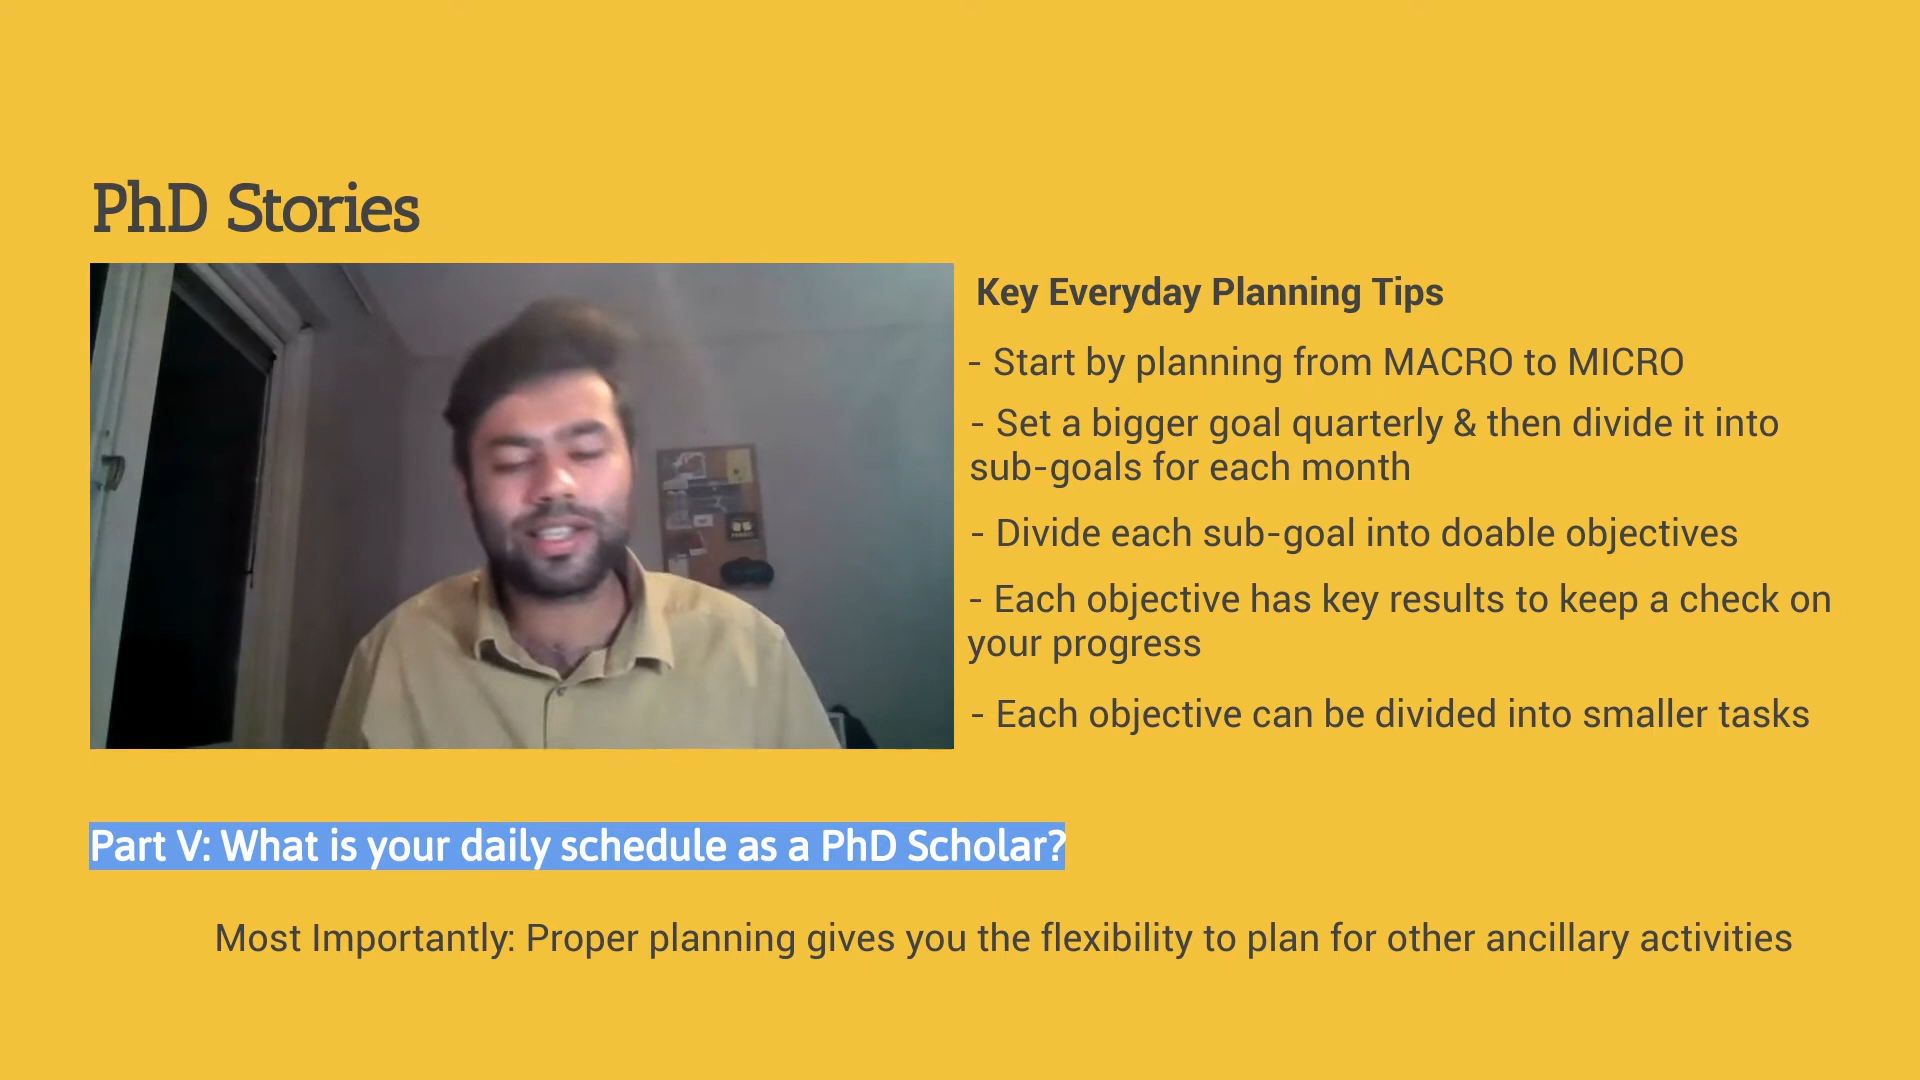 PhD Stories
Key Everyday Planning Tips
- Start by planning from MACRO to MICRO
- Set a bigger goal quarterly & then divide it into
sub-goals for each month
- Divide each sub-goal into doable objectives
- Each objective has key results to keep a check on
your progress
- Each objective can be divided into smaller tasks
Part V: What is your daily schedule as a PhD Scholar?
Most Importantly: Proper planning gives you the flexibility to plan for other ancillary activities